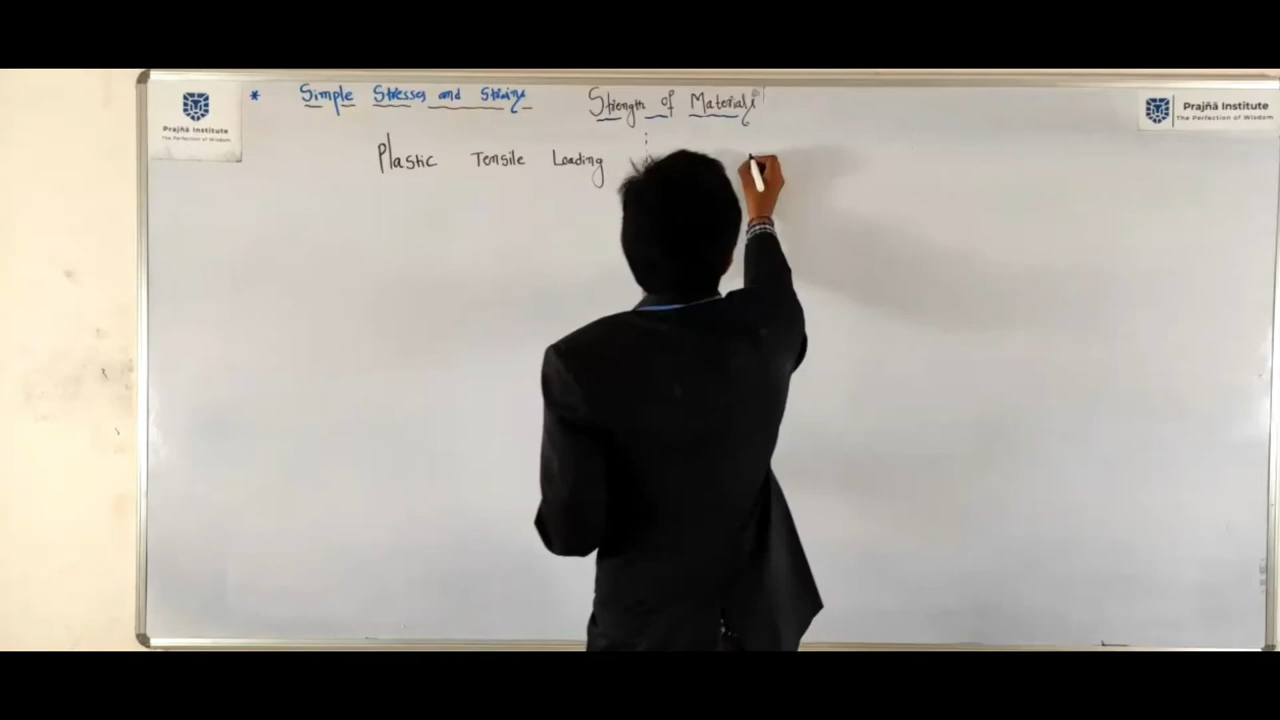 * Simple Stresses and Strains
Strength of Materials
Plastic Tensile Loading
Prajñā Institute
The Perfection of Wisdom
Prajñā Institute
The Perfection of Wisdom